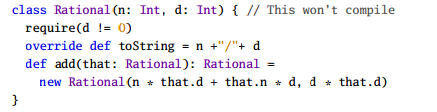 class Rational(n: Int, d: Int) { // This won't compile
  require(d != 0)
  override def toString = n +"/"+ d
  def add(that: Rational): Rational =
    new Rational(n * that.d + that.n * d, d * that.d)
}